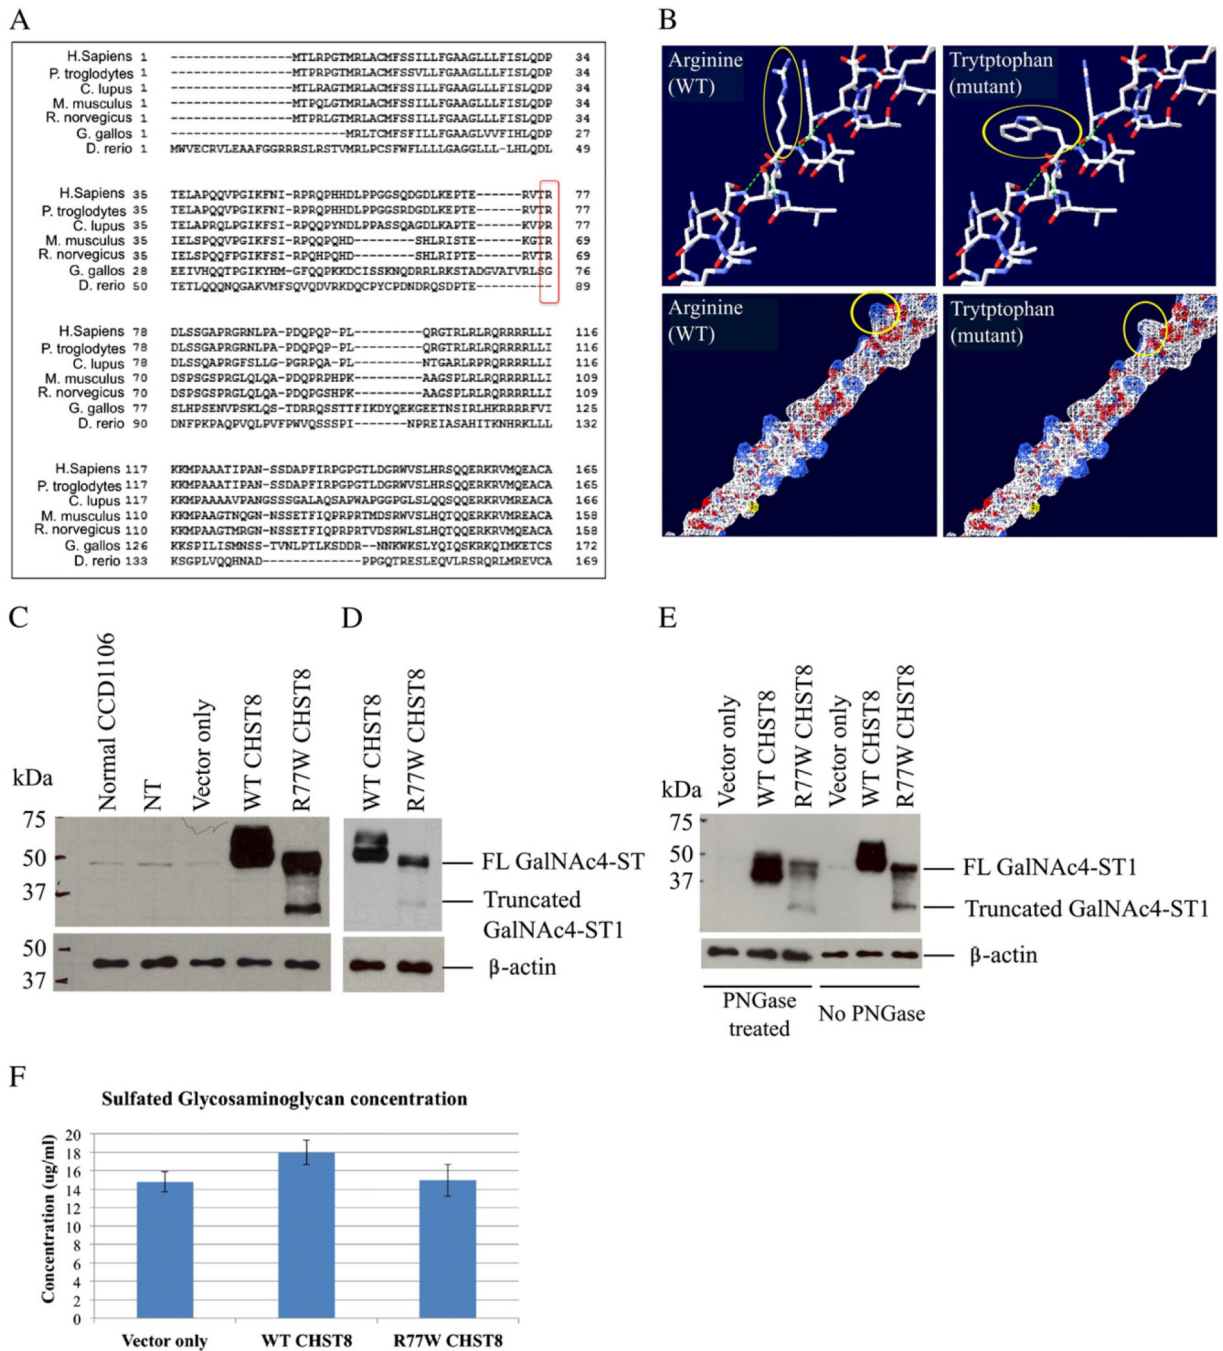 A
H.Sapiens 1 ----------------MTLRPGTMRLACMFSSILLFGAAGLLLFISLQDP 34
P. troglodytes 1 ----------------MTPRPGTMRLACMFSSVLLFGAAGLLLFISLQDP 34
C. lupus 1 ----------------MTLRAGTMRLACMFSSILLFGAAGLLLFISLQDP 34
M. musculus 1 ----------------MTPQLGTMRLACMFSSILLFGAAGLLLFISLQDP 34
R. norvegicus 1 ----------------MTPRLGTMRLACMFSSILLFGAAGLLLFISLQDP 34
G. gallos 1 -----------------------MRLTCMFSFILLFGAAGLVVFIHLQDP 27
D. rerio 1 MWVECRVLEAAFGGRRRSLRSTVMRLPCSFWFLLLLGAGGLLL-LHLQDL 49
H.Sapiens 35 TELAPQQVPGIKFNI-RPRQPHHDLPPGGSQDGDLKEPTE------RVTR 77
P. troglodytes 35 TELAPQQVPGIKFSI-RPRQPHHDLPPGGSRDGDLKEPTE------RVTR 77
C. lupus 35 TELAPRQLPGIKFNI-RPQQPYNDLPPASSQAGDLKEPTE------KVPR 77
M. musculus 35 IELSPQQVPGIKFSI-RPQQPQHD--------SHLRISTE------KGTR 69
R. norvegicus 35 IELSPQQVPGIKFNI-RPQHPQHD--------SHLRIPTE------RVTR 69
G. gallos 28 EEIVHQQTPGIKYHM-GFQQPKKDCISSKNQDRRLRKSTADGVATVRLSG 76
D. rerio 50 TETLQQQNQGAKVMFSQVQDVRKDQCPYCPDNDRQSDPTE---------- 89
H.Sapiens 78 DLSSGAPRGRNLPA-PDQPQP-PL---------QRGTRLRLRQRRRRLLI 116
P. troglodytes 78 DLSSGAPRGRNLPA-PDQPQP-PL---------QRGTRLRLRQRRRRLLI 116
C. lupus 78 DLSSGAPRGFSLLP-GLGRPQA-PL--------NTGARLRPRQRRRRLLI 116
M. musculus 70 DSPSGSPRGLQLQA-PDQPRPHPK---------AAGSPLRLRQRRRRLLI 109
R. norvegicus 70 DSPSGSPRGLQLQA-PDQPGSHPK---------AAGSPLRLRQRRRRLLI 109
G. gallos 77 SLHPSENVPSKLQS-TDRRQSSTTFIKDYQEKGEETNSIRLHKRRRRFVI 125
D. rerio 90 DNFPKPAQPVQLPVFPWVQSSSPI---------NPREIASAHITKNHRKLLL 132
H.Sapiens 117 KKMPAAATIPAN-SSDAPFIRPGPGTLDGRWVSLHRSQQERKRVMQEACA 165
P. troglodytes 117 KKMPAAATIPAN-SSDAPFIRPGPGTLDGRWVSLHRSQQERKRVMQEACA 165
C. lupus 117 KKMPAAAAVPANGSSSGALAQSAPWAPGGPGLSLQQSQQERKRVMREACA 166
M. musculus 110 KKMPAAGTNQGN-NSSETFIQPRPRTVDSRWVSLHQTQQERKRVMQEACA 158
R. norvegicus 110 KKMPAAGTMRGN-NSSETFIQPRPRTVDSRWLSLHQTQQERKRVMQEACA 158
G. gallos 126 KKSPILISMNSS-TVNLPTLKSDDR--NNKWKSLYQIQSKRKQIMKETCS 172
D. rerio 133 KSGPLVQQHNAD-------------PPGQTRESLEQVLRSRQRLMREVCA 169
B
Arginine (WT)
Trytptophan (mutant)
Arginine (WT)
Trytptophan (mutant)
C
kDa
Normal CCD1106
NT
Vector only
WT CHST8
R77W CHST8
75
50
37
50
37
D
WT CHST8
R77W CHST8
FL GalNAc4-ST
Truncated
GalNAc4-ST1
β-actin
E
kDa
Vector only
WT CHST8
R77W CHST8
Vector only
WT CHST8
R77W CHST8
75
50
37
FL GalNAc4-ST1
Truncated GalNAc4-ST1
β-actin
PNGase
treated
No PNGase
F
Sulfated Glycosaminoglycan concentration
Concentration (ug/ml)
20
18
16
14
12
10
8
6
4
2
0
Vector only
WT CHST8
R77W CHST8